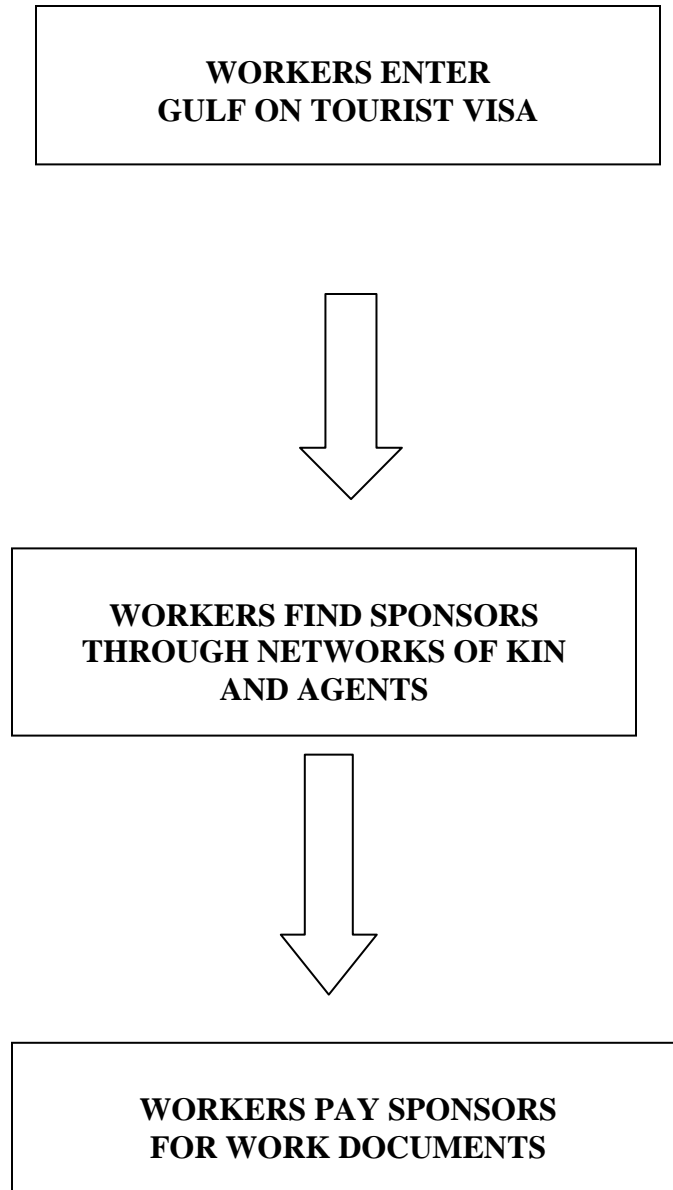 WORKERS ENTER
GULF ON TOURIST VISA
WORKERS FIND SPONSORS
THROUGH NETWORKS OF KIN
AND AGENTS
WORKERS PAY SPONSORS
FOR WORK DOCUMENTS